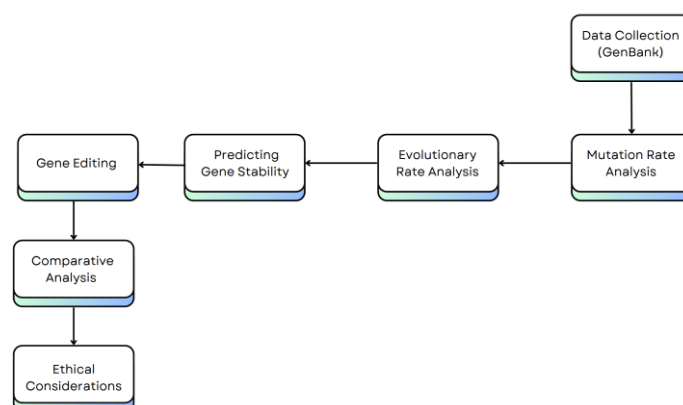 Data Collection
(GenBank)
Mutation Rate
Analysis
Evolutionary
Rate Analysis
Predicting
Gene Stability
Gene Editing
Comparative
Analysis
Ethical
Considerations